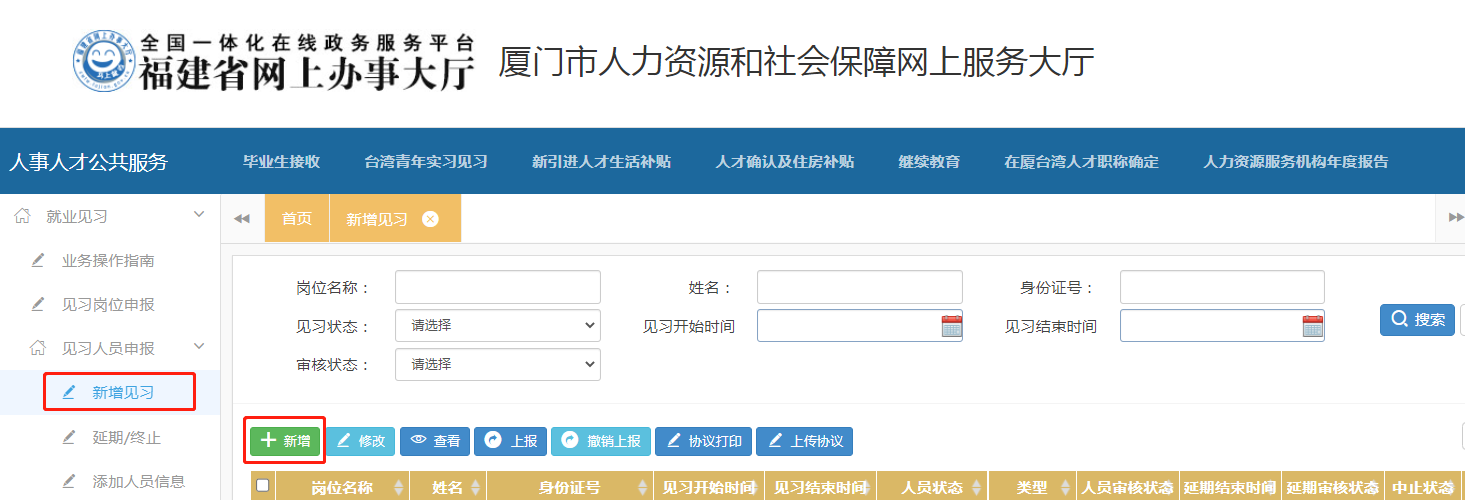 全国一体化在线政务服务平台
福建省网上办事大厅
厦门市人力资源和社会保障网上服务大厅
人事人才公共服务 毕业生接收 台湾青年实习见习 新引进人才生活补贴 人才确认及住房补贴 继续教育 在厦台湾人才职称确定 人力资源服务机构年度报告
就业见习
业务操作指南
见习岗位申报
见习人员申报
新增见习
延期/终止
添加人员信息
首页 新增见习
岗位名称： 姓名： 身份证号：
见习状态： 请选择 见习开始时间 见习结束时间 搜索
审核状态： 请选择
新增 修改 查看 上报 撤销上报 协议打印 上传协议
岗位名称 姓名 身份证号 见习开始时间 见习结束时间 人员状态 类型 人员审核状态 延期结束时间 延期审核状态 中止状态